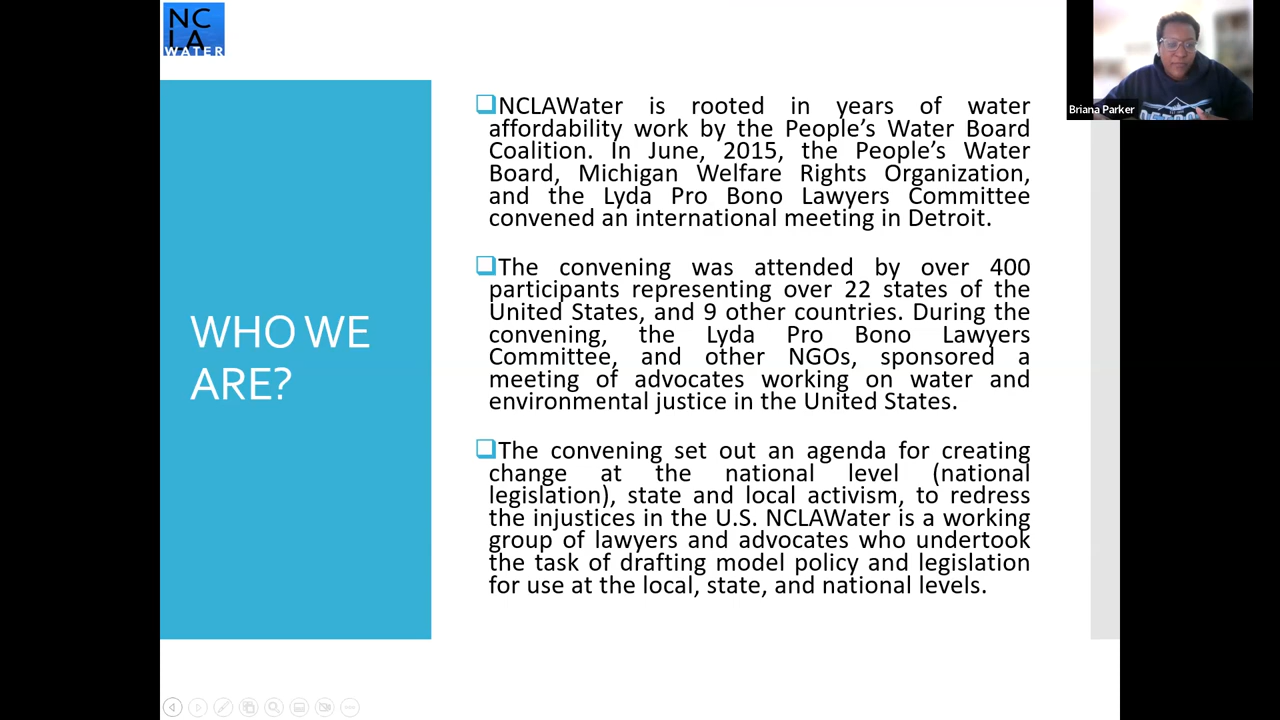 NC
LA
WATER
Briana Parker
WHO WE
ARE?
NCLAWater is rooted in years of water
affordability work by the People’s Water Board
Coalition. In June, 2015, the People’s Water
Board, Michigan Welfare Rights Organization,
and the Lyda Pro Bono Lawyers Committee
convened an international meeting in Detroit.
The convening was attended by over 400
participants representing over 22 states of the
United States, and 9 other countries. During the
convening, the Lyda Pro Bono Lawyers
Committee, and other NGOs, sponsored a
meeting of advocates working on water and
environmental justice in the United States.
The convening set out an agenda for creating
change at the national level (national
legislation), state and local activism, to redress
the injustices in the U.S. NCLAWater is a working
group of lawyers and advocates who undertook
the task of drafting model policy and legislation
for use at the local, state, and national levels.